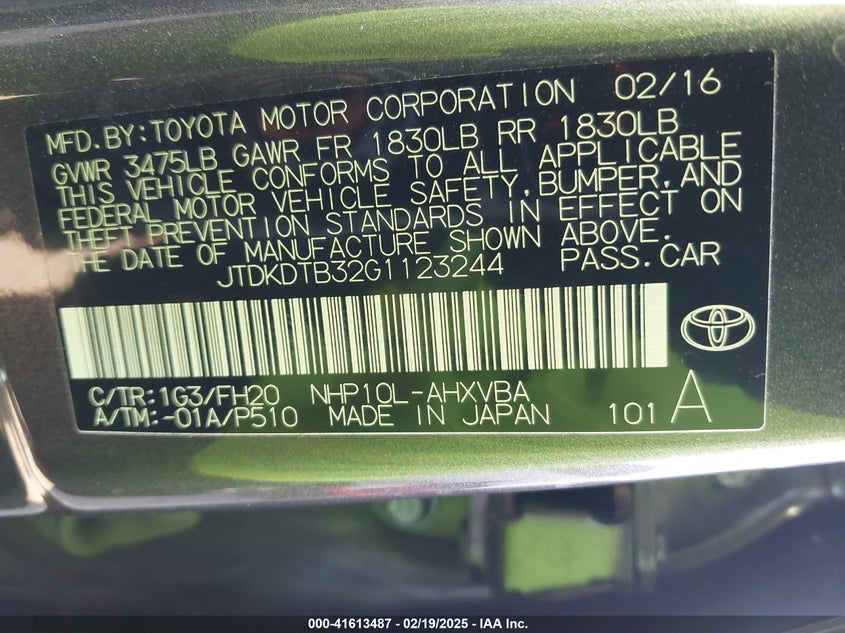 MFD.BY:TOYOTA MOTOR CORPORATION 02/16
GVWR 3475LB GAWR FR 1830LB RR 1830LB
THIS VEHICLE CONFORMS TO ALL APPLICABLE
FEDERAL MOTOR VEHICLE SAFETY, BUMPER, AND
THEFT PREVENTION STANDARDS IN EFFECT ON
THE DATE OF MANUFACTURE SHOWN ABOVE.
JTDKDTB32G1123244 PASS.CAR
C/TR:1G3/FH20 NHP10L-AHXVBA
A/TM:-01A/P510 MADE IN JAPAN 101 A
000-41613487 - 02/19/2025 - IAA Inc.